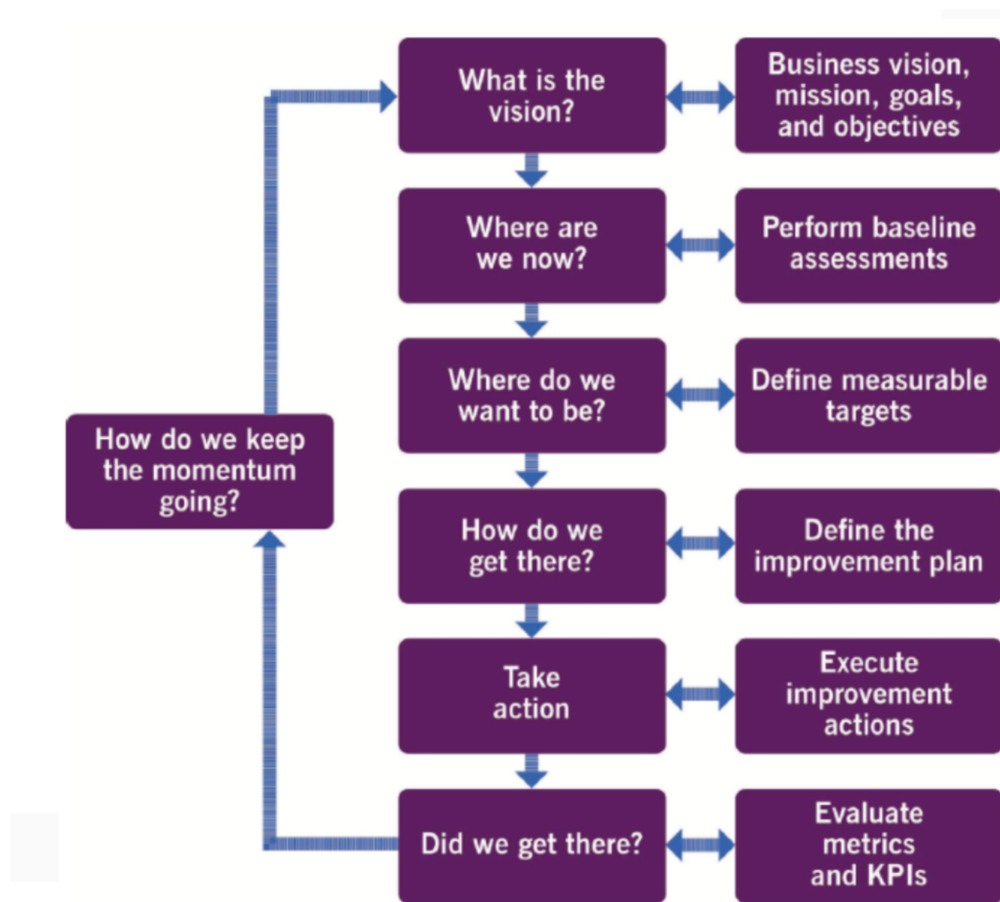 What is the
vision?
Business vision,
mission, goals,
and objectives
Where are
we now?
Perform baseline
assessments
Where do we
want to be?
Define measurable
targets
How do we keep
the momentum
going?
How do we
get there?
Define the
improvement plan
Take
action
Execute
improvement
actions
Did we get there?
Evaluate
metrics
and KPIs